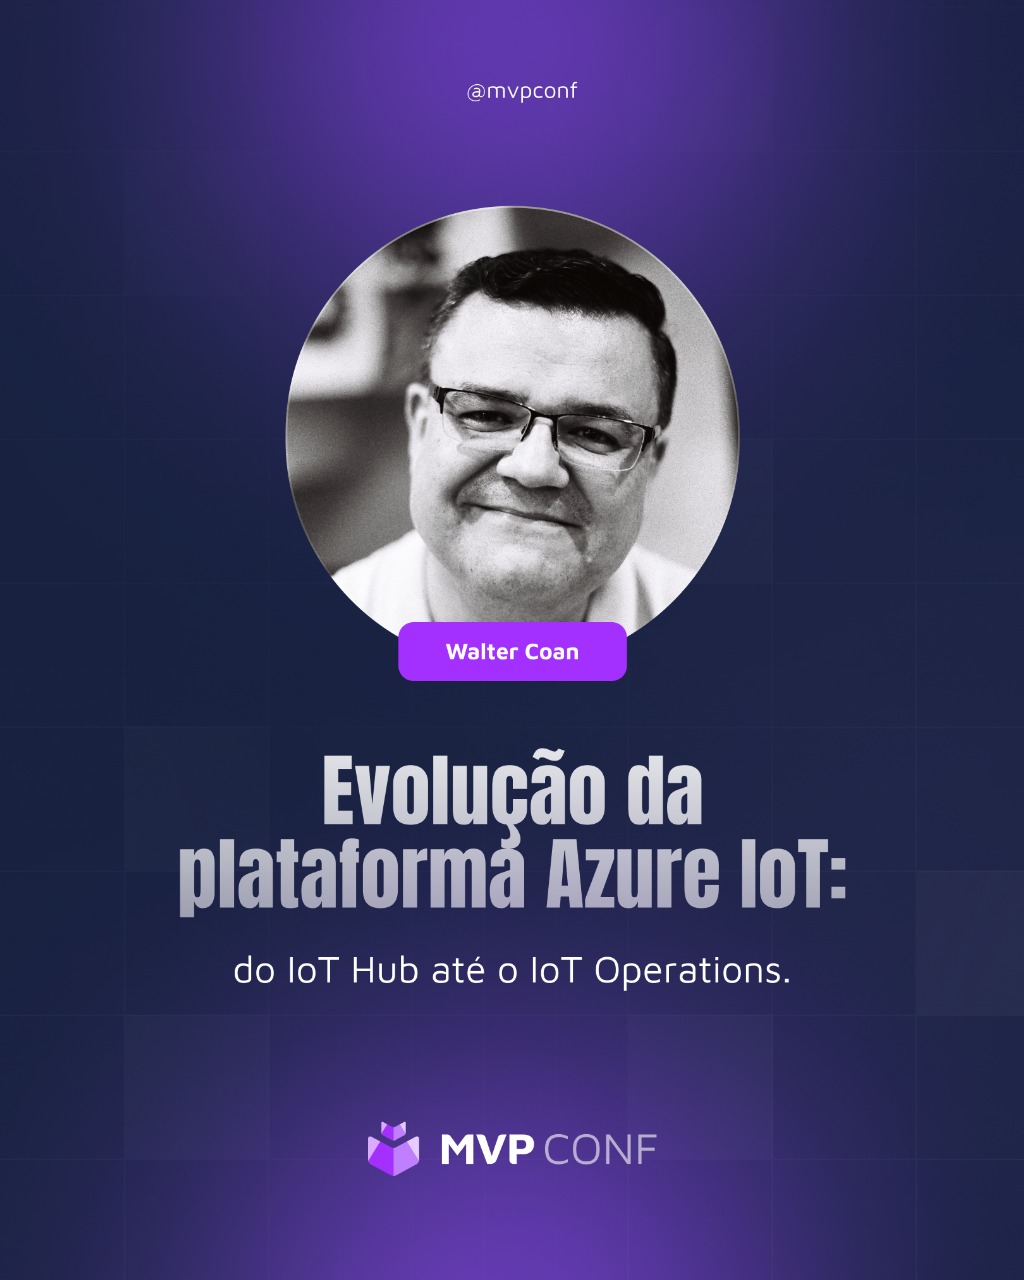 @mvpconf
Walter Coan
Evolução da
plataforma Azure IoT:
do IoT Hub até o IoT Operations.
MVP CONF